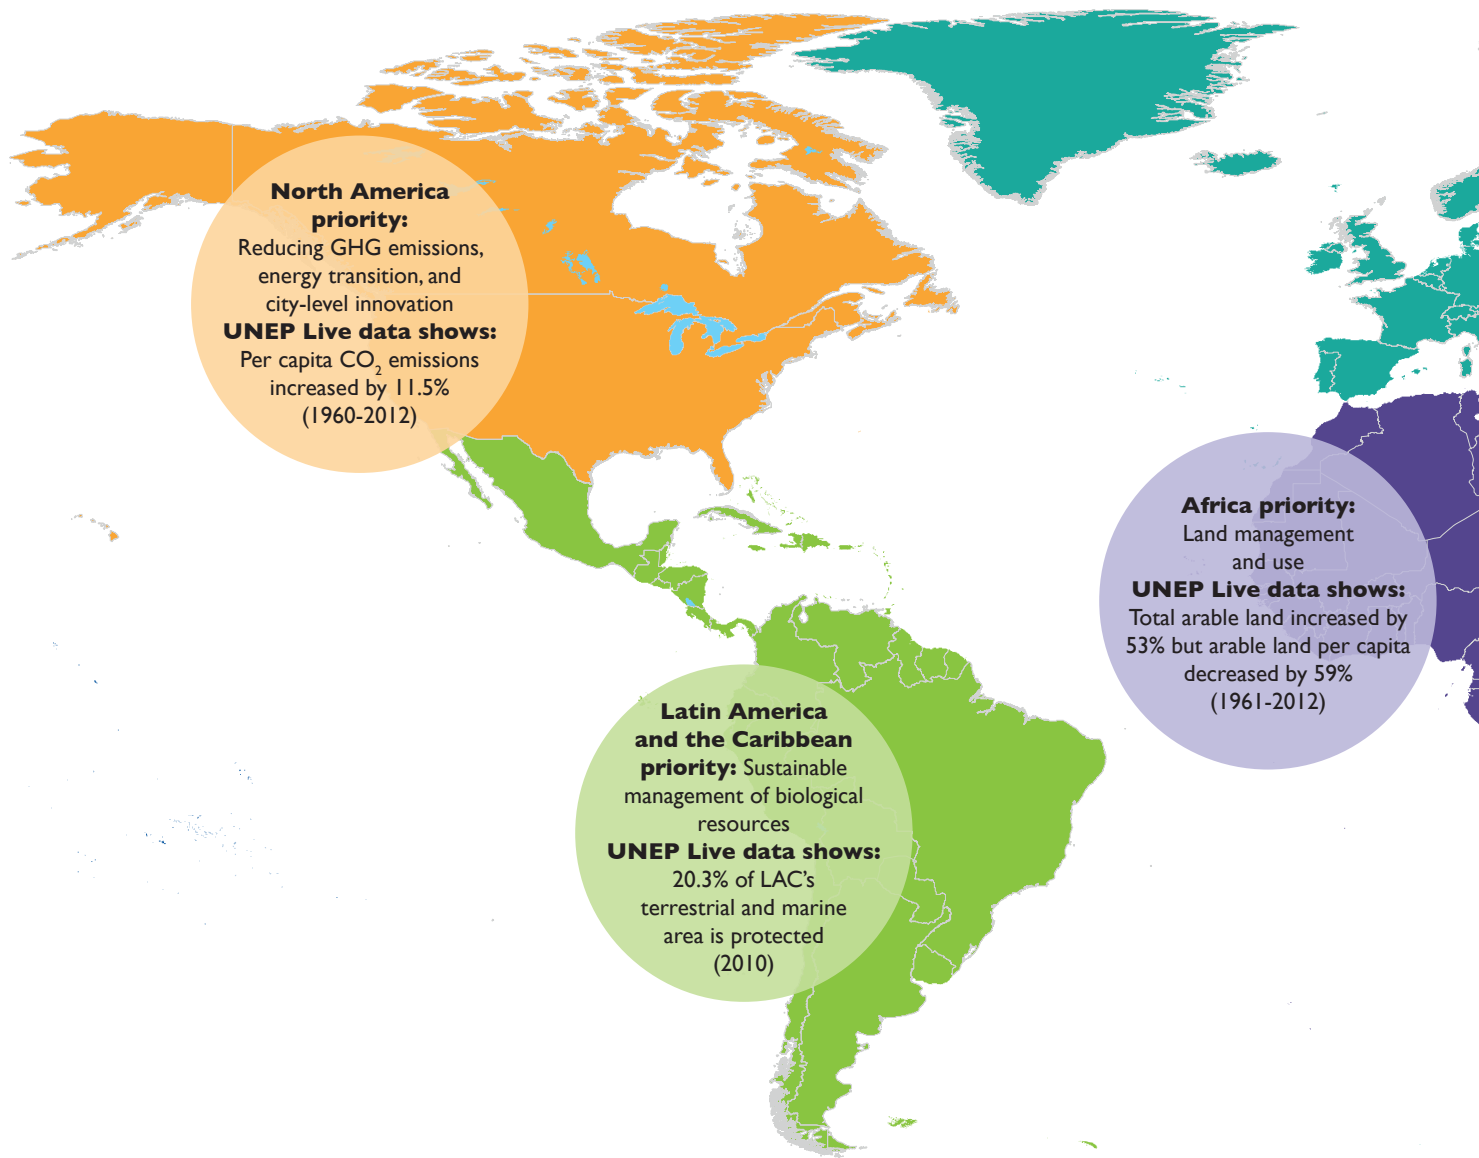 North America
priority:
Reducing GHG emissions,
energy transition, and
city-level innovation
UNEP Live data shows:
Per capita CO₂ emissions
increased by 11.5%
(1960-2012)
Africa priority:
Land management
and use
UNEP Live data shows:
Total arable land increased by
53% but arable land per capita
decreased by 59%
(1961-2012)
Latin America
and the Caribbean
priority: Sustainable
management of biological
resources
UNEP Live data shows:
20.3% of LAC’s
terrestrial and marine
area is protected
(2010)